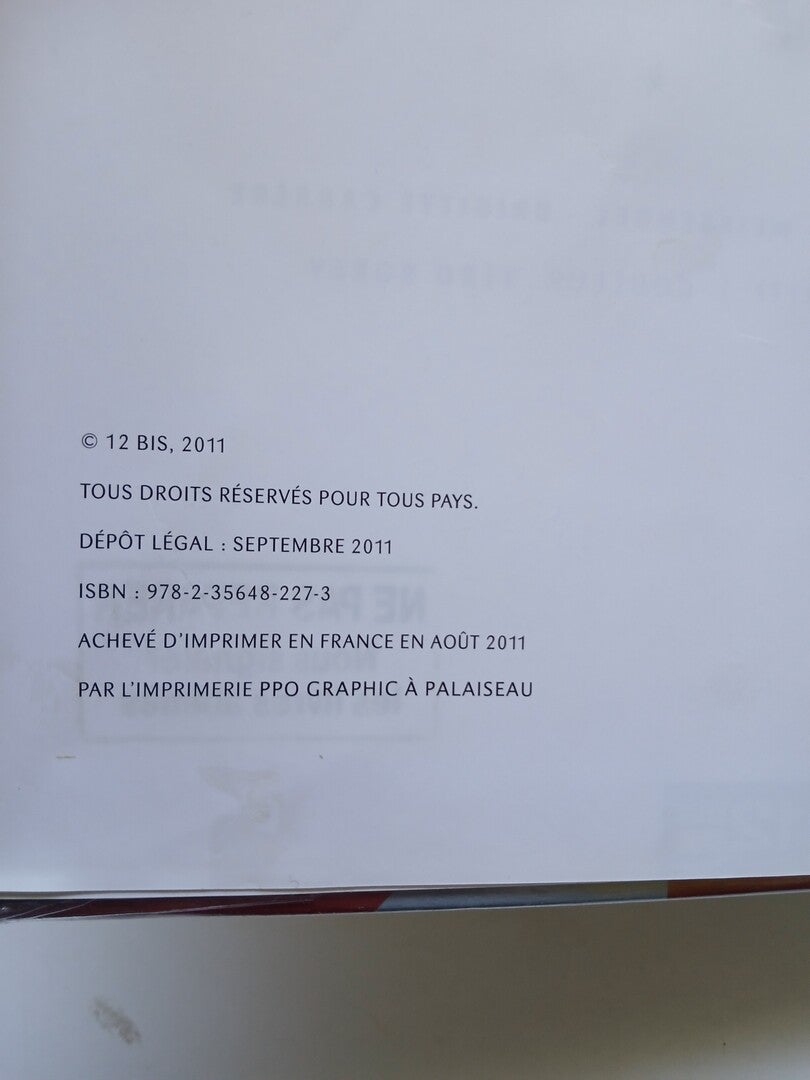 © 12 BIS, 2011
TOUS DROITS RÉSERVÉS POUR TOUS PAYS.
DÉPÔT LÉGAL : SEPTEMBRE 2011
ISBN : 978-2-35648-227-3
ACHEVÉ D'IMPRIMER EN FRANCE EN AOÛT 2011
PAR L'IMPRIMERIE PPO GRAPHIC À PALAISEAU